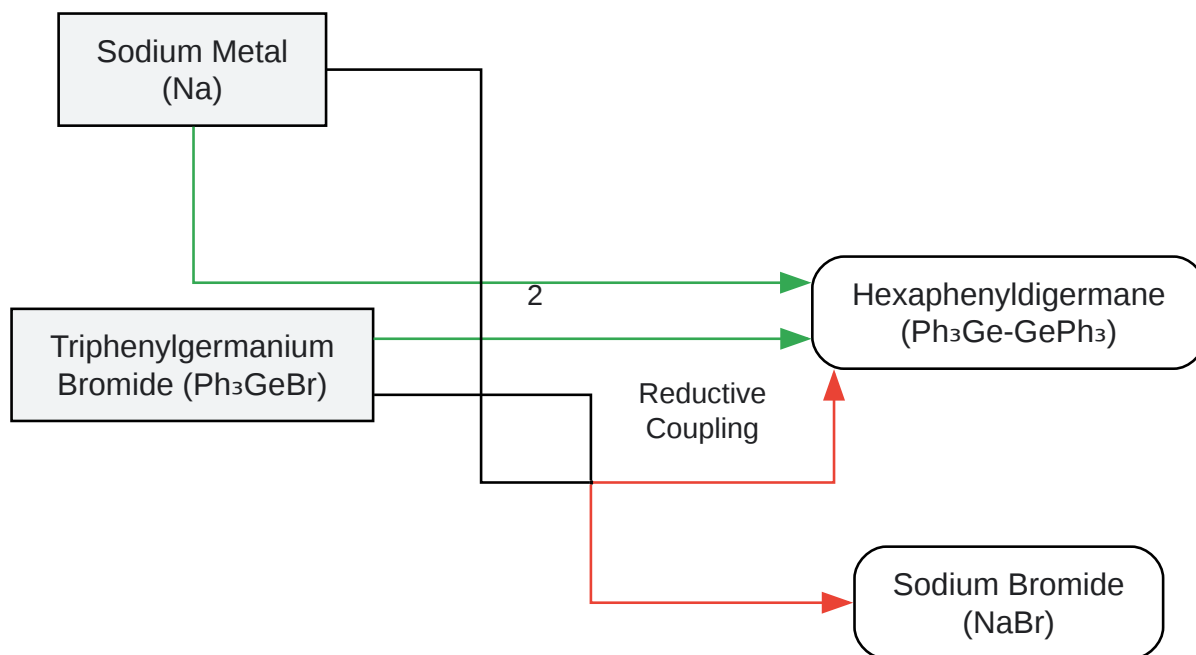 Sodium Metal
(Na)
2
Triphenylgermanium
Bromide (Ph₃GeBr)
Hexaphenyldigermane
(Ph₃Ge-GePh₃)
Reductive
Coupling
Sodium Bromide
(NaBr)